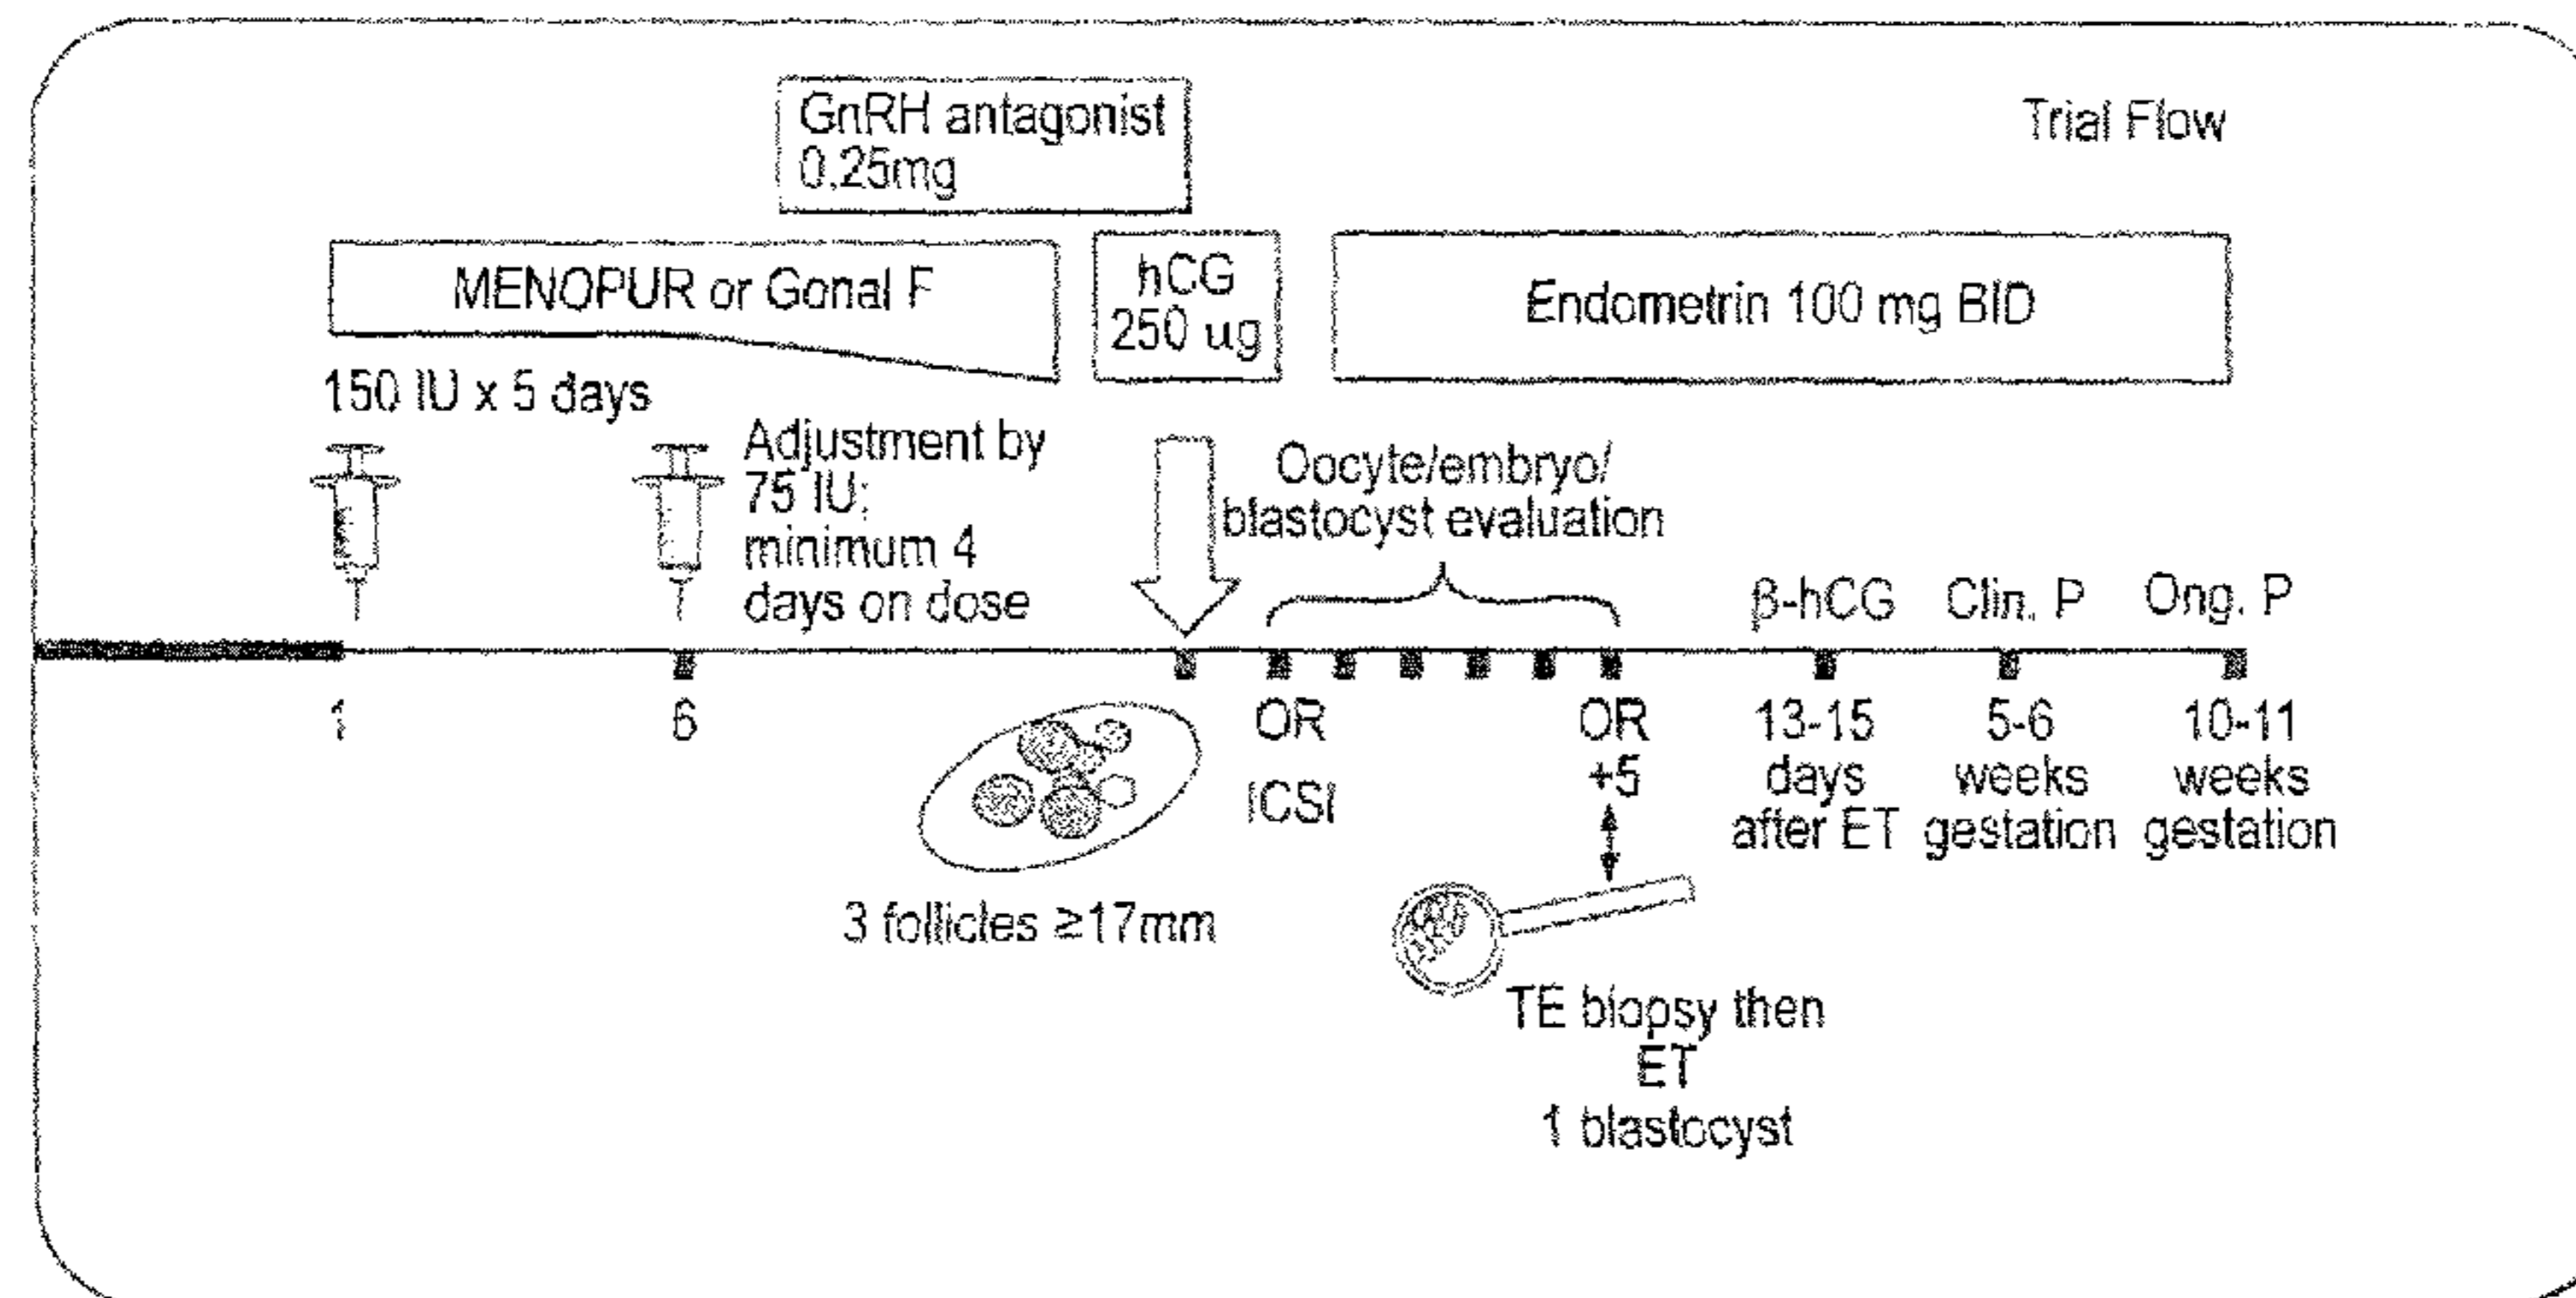 GnRH antagonist
0.25mg
Trial Flow
MENOPUR or Gonal F
hCG
250 ug
Endometrin 100 mg BID
150 IU x 5 days
Adjustment by
75 IU;
minimum 4
days on dose
Oocyte/embryo/
blastocyst evaluation
β-hCG
Clin. P
Ong. P
1
6
OR
ICSI
OR
+5
13-15
days
after ET
5-6
weeks
gestation
10-11
weeks
gestation
3 follicles ≥17mm
TE biopsy then
ET
1 blastocyst